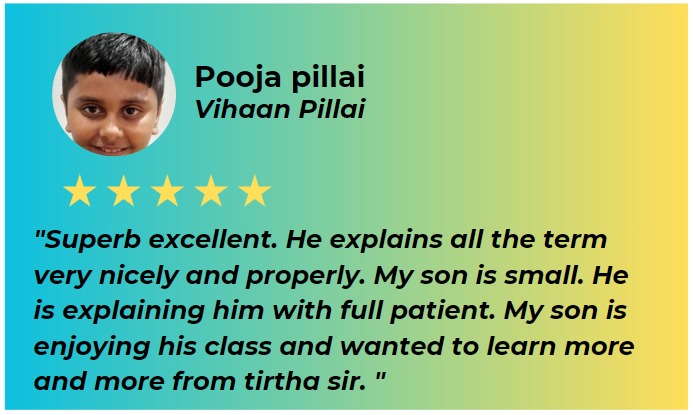 Pooja pillai
Vihaan Pillai
"Superb excellent. He explains all the term
very nicely and properly. My son is small. He
is explaining him with full patient. My son is
enjoying his class and wanted to learn more
and more from tirtha sir. "